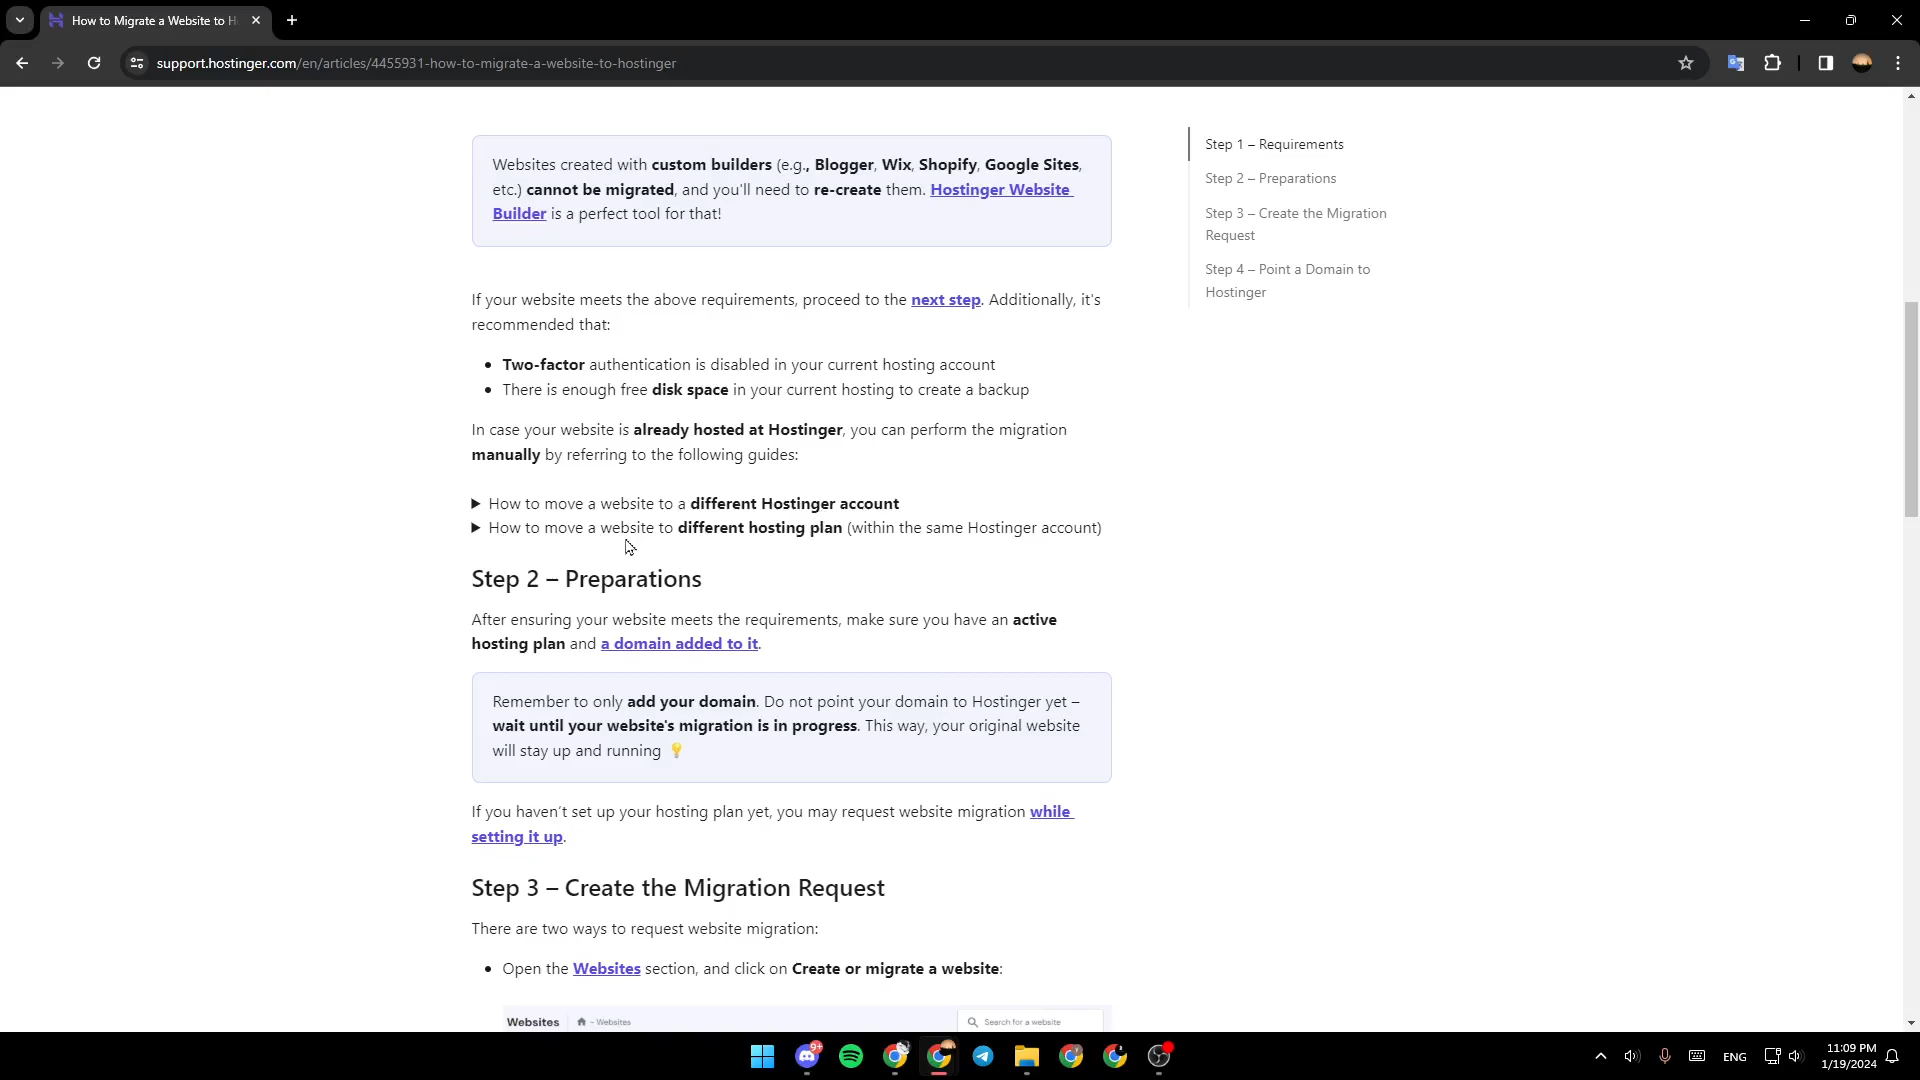 How to Migrate a Website to H
support.hostinger.com/en/articles/4455931-how-to-migrate-a-website-to-hostinger
Websites created with custom builders (e.g., Blogger, Wix, Shopify, Google Sites,
etc.) cannot be migrated, and you'll need to re-create them. Hostinger Website
Builder is a perfect tool for that!
If your website meets the above requirements, proceed to the next step. Additionally, it's
recommended that:
• Two-factor authentication is disabled in your current hosting account
• There is enough free disk space in your current hosting to create a backup
In case your website is already hosted at Hostinger, you can perform the migration
manually by referring to the following guides:
▶ How to move a website to a different Hostinger account
▶ How to move a website to different hosting plan (within the same Hostinger account)
Step 2 – Preparations
After ensuring your website meets the requirements, make sure you have an active
hosting plan and a domain added to it.
Remember to only add your domain. Do not point your domain to Hostinger yet –
wait until your website's migration is in progress. This way, your original website
will stay up and running 💡
If you haven’t set up your hosting plan yet, you may request website migration while
setting it up.
Step 3 – Create the Migration Request
There are two ways to request website migration:
• Open the Websites section, and click on Create or migrate a website:
Websites - Websites Search for a website
Step 1 – Requirements
Step 2 – Preparations
Step 3 – Create the Migration
Request
Step 4 – Point a Domain to
Hostinger
9+
ENG
11:09 PM
1/19/2024